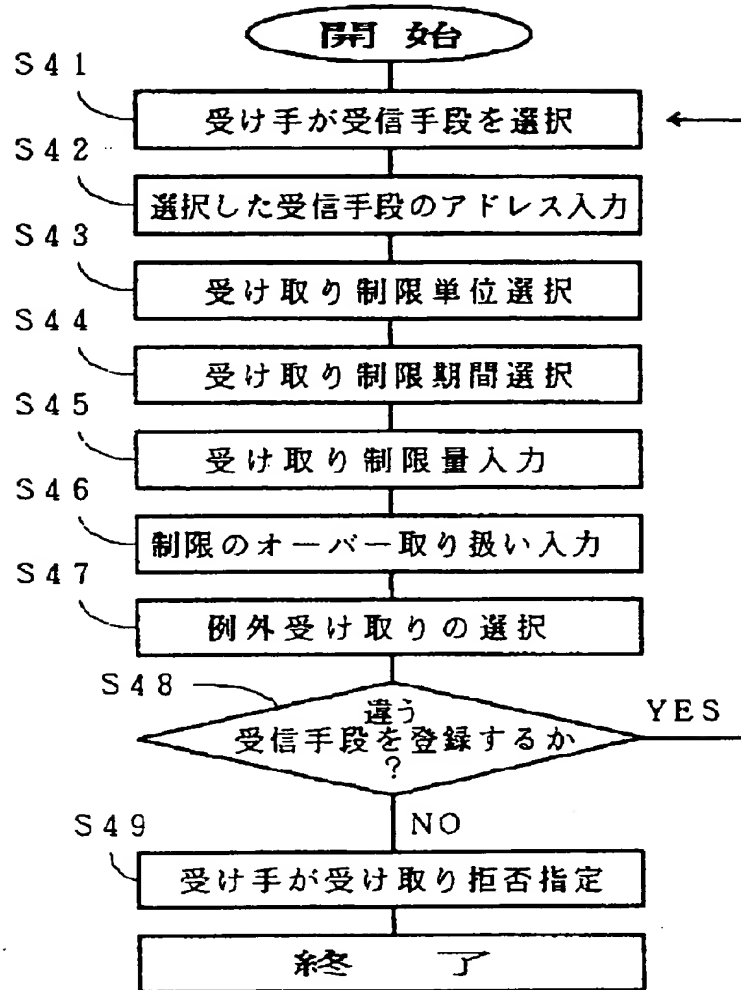 開始
S41
受け手が受信手段を選択
S42
選択した受信手段のアドレス入力
S43
受け取り制限単位選択
S44
受け取り制限期間選択
S45
受け取り制限量入力
S46
制限のオーバー取り扱い入力
S47
例外受け取りの選択
S48
違う
受信手段を登録するか
?
YES
NO
S49
受け手が受け取り拒否指定
終了